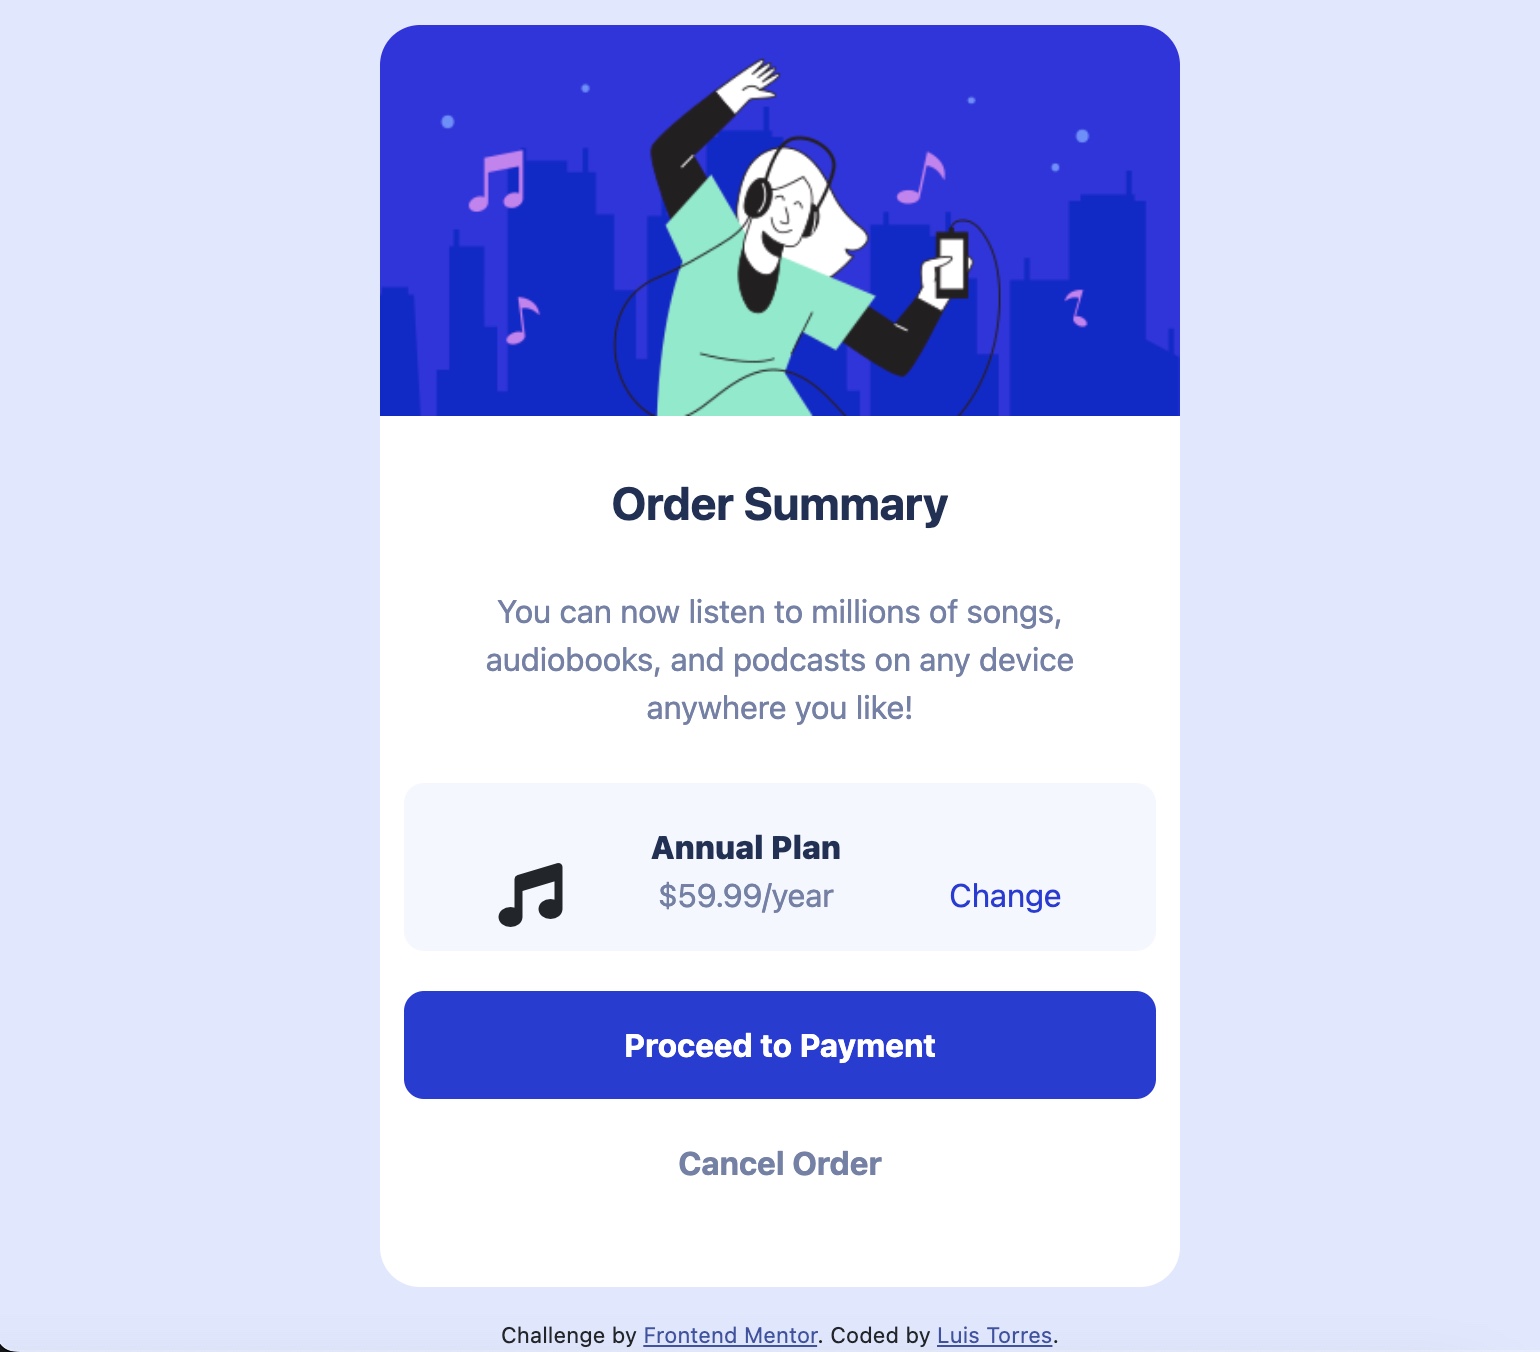 Order Summary
You can now listen to millions of songs,
audiobooks, and podcasts on any device
anywhere you like!
Annual Plan
$59.99/year
Change
Proceed to Payment
Cancel Order
Challenge by Frontend Mentor. Coded by Luis Torres.